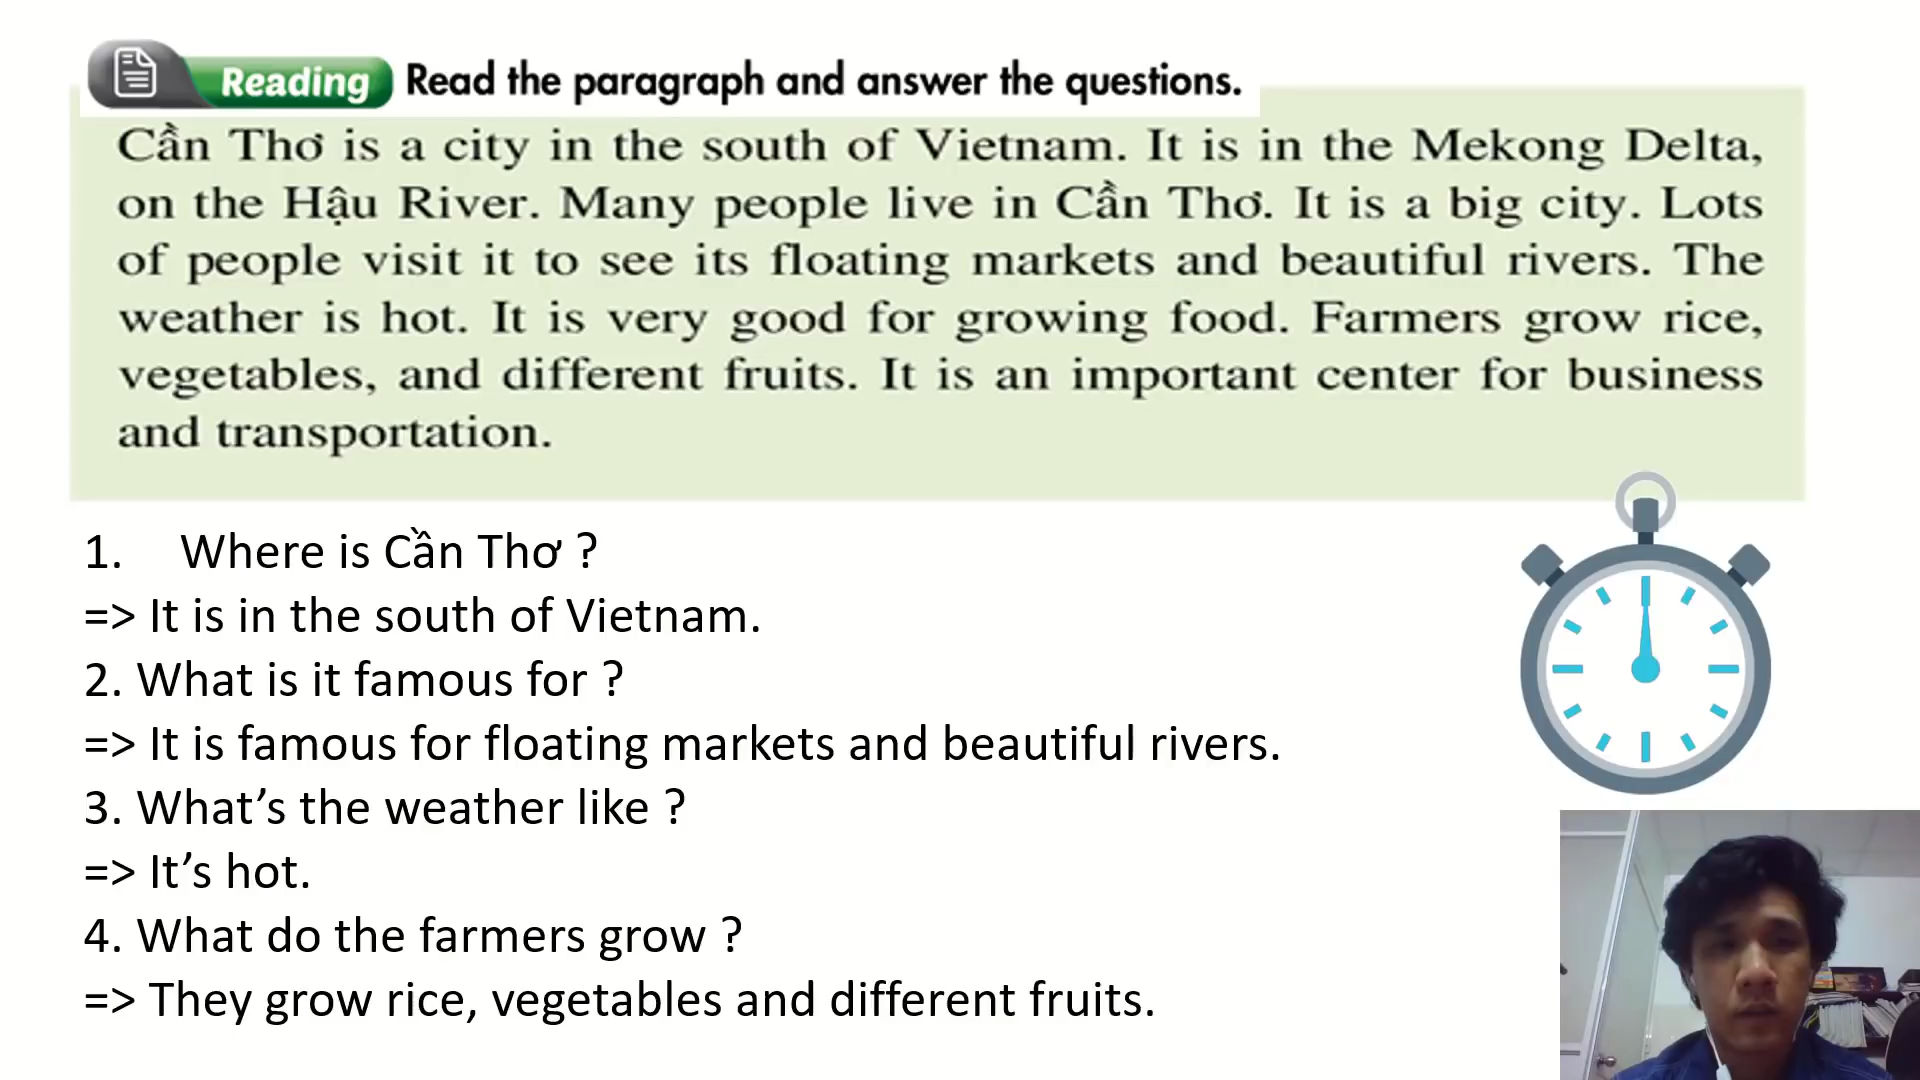 Reading Read the paragraph and answer the questions.
Cần Thơ is a city in the south of Vietnam. It is in the Mekong Delta,
on the Hậu River. Many people live in Cần Thơ. It is a big city. Lots
of people visit it to see its floating markets and beautiful rivers. The
weather is hot. It is very good for growing food. Farmers grow rice,
vegetables, and different fruits. It is an important center for business
and transportation.
1. Where is Cần Thơ ?
=> It is in the south of Vietnam.
2. What is it famous for ?
=> It is famous for floating markets and beautiful rivers.
3. What’s the weather like ?
=> It’s hot.
4. What do the farmers grow ?
=> They grow rice, vegetables and different fruits.